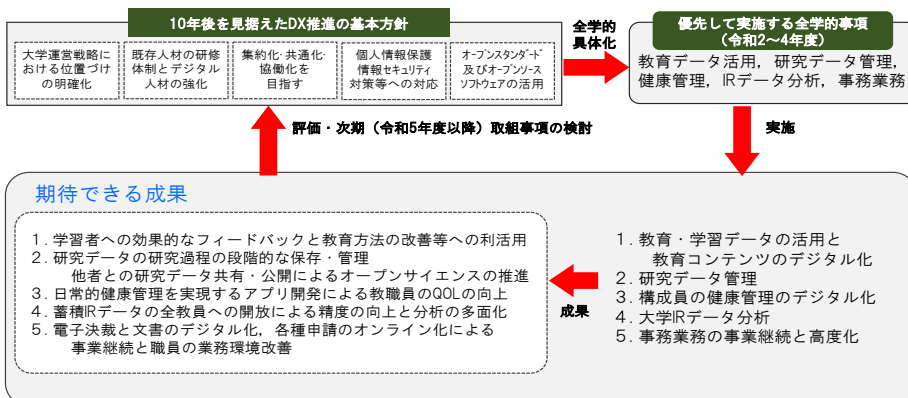 10年後を見据えたDX推進の基本方針
大学運営戦略に
おける位置づけ
の明確化
既存人材の研修
体制とデジタル
人材の強化
集約化・共通化・
協働化を
目指す
個人情報保護
情報セキュリティ
対策等への対応
オープンスタンダード
及びオープンソース
ソフトウェアの活用
全学的
具体化
優先して実施する全学的事項
（令和2～4年度）
教育データ活用，研究データ管理，
健康管理，IRデータ分析，事務業務
評価・次期（令和5年度以降）取組事項の検討
実施
期待できる成果
1．学習者への効果的なフィードバックと教育方法の改善等への利活用
2．研究データの研究過程の段階的な保存・管理
他者との研究データ共有・公開によるオープンサイエンスの推進
3．日常的健康管理を実現するアプリ開発による教職員のQOLの向上
4．蓄積IRデータの全教員への開放による精度の向上と分析の多面化
5．電子決裁と文書のデジタル化，各種申請のオンライン化による
事業継続と職員の業務環境改善
成果
1．教育・学習データの活用と
教育コンテンツのデジタル化
2．研究データ管理
3．構成員の健康管理のデジタル化
4．大学IRデータ分析
5．事務業務の事業継続と高度化